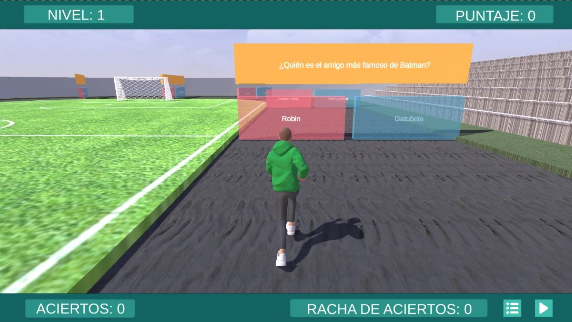 NIVEL: 1
PUNTAJE: 0
¿Quién es el amigo más famoso de Batman?
Robin
Gatubela
ACIERTOS: 0
RACHA DE ACIERTOS: 0